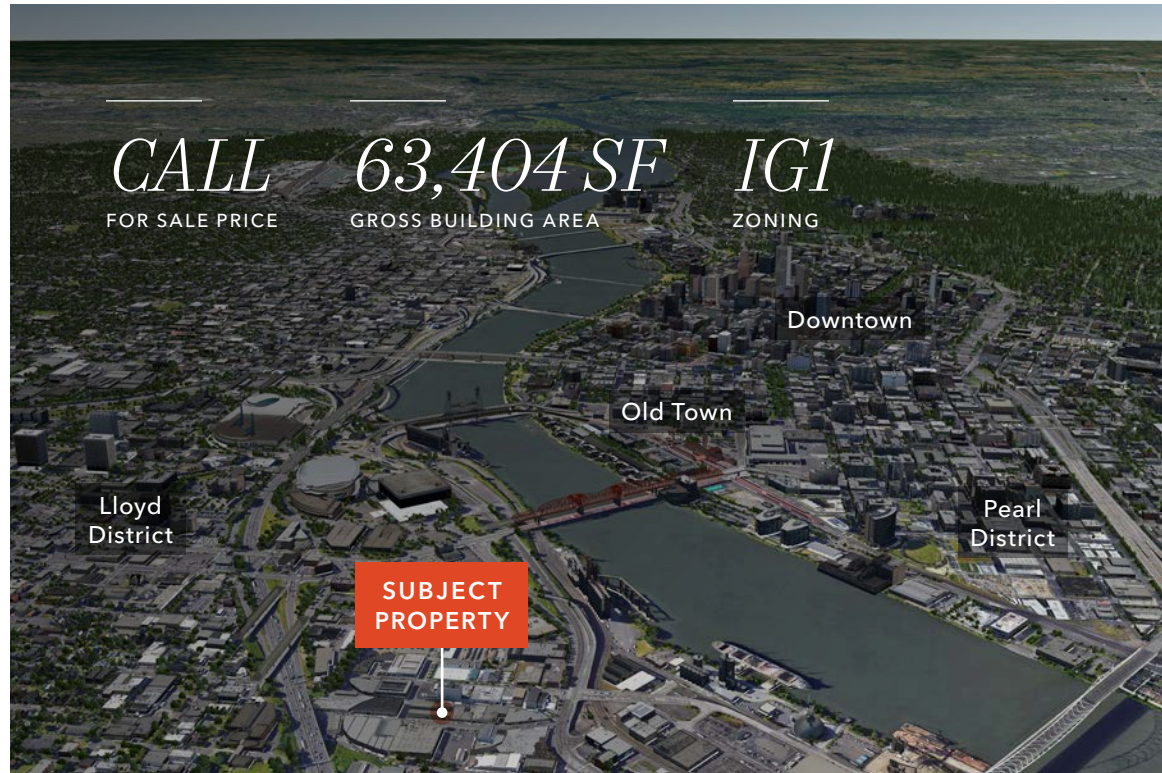 CALL
FOR SALE PRICE
63,404 SF
GROSS BUILDING AREA
IG1
ZONING
Downtown
Old Town
Lloyd
District
Pearl
District
SUBJECT
PROPERTY